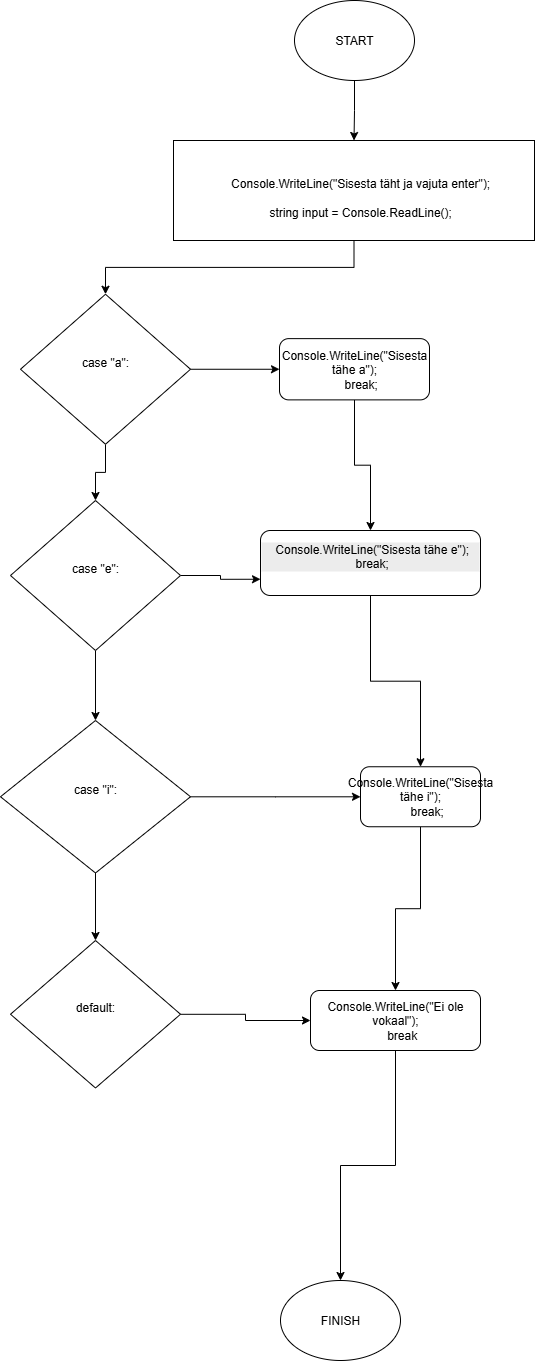 START
Console.WriteLine("Sisesta täht ja vajuta enter");
string input = Console.ReadLine();
case "a":
Console.WriteLine("Sisesta
tähe a");
break;
case "e":
Console.WriteLine("Sisesta tähe e");
break;
case "i":
Console.WriteLine("Sisesta
tähe i");
break;
default:
Console.WriteLine("Ei ole
vokaal");
break
FINISH